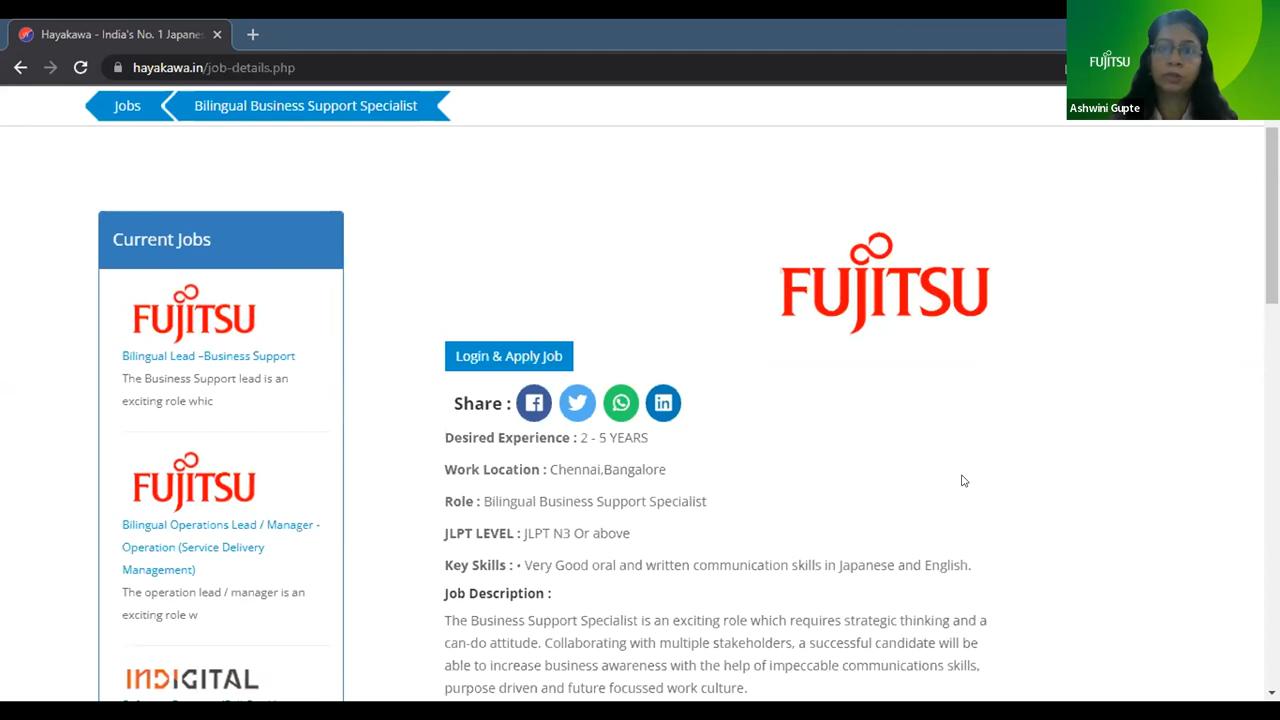 Hayakawa - India's No. 1 Japanes
hayakawa.in/job-details.php
FUJITSU
Ashwini Gupte
Jobs
Bilingual Business Support Specialist
Current Jobs
FUJITSU
Bilingual Lead –Business Support
The Business Support lead is an
exciting role whic
FUJITSU
Bilingual Operations Lead / Manager -
Operation (Service Delivery
Management)
The operation lead / manager is an
exciting role w
INDIGITAL
FUJITSU
Login & Apply Job
Share :
Desired Experience : 2 - 5 YEARS
Work Location : Chennai,Bangalore
Role : Bilingual Business Support Specialist
JLPT LEVEL : JLPT N3 Or above
Key Skills : • Very Good oral and written communication skills in Japanese and English.
Job Description :
The Business Support Specialist is an exciting role which requires strategic thinking and a
can-do attitude. Collaborating with multiple stakeholders, a successful candidate will be
able to increase business awareness with the help of impeccable communications skills,
purpose driven and future focussed work culture.